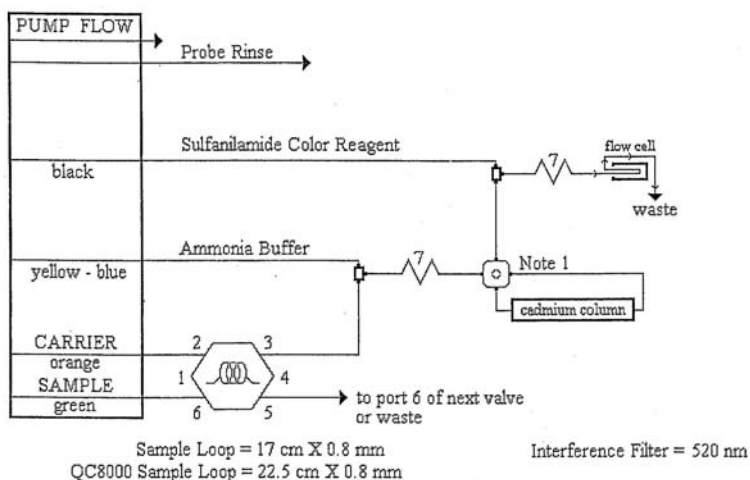 PUMP FLOW
Probe Rinse
Sulfanilamide Color Reagent
black
7
flow cell
waste
Ammonia Buffer
yellow - blue
7
Note 1
cadmium column
CARRIER
orange
2
3
1
4
SAMPLE
green
6
5
to port 6 of next valve
or waste
Sample Loop = 17 cm X 0.8 mm
Interference Filter = 520 nm
QC8000 Sample Loop = 22.5 cm X 0.8 mm